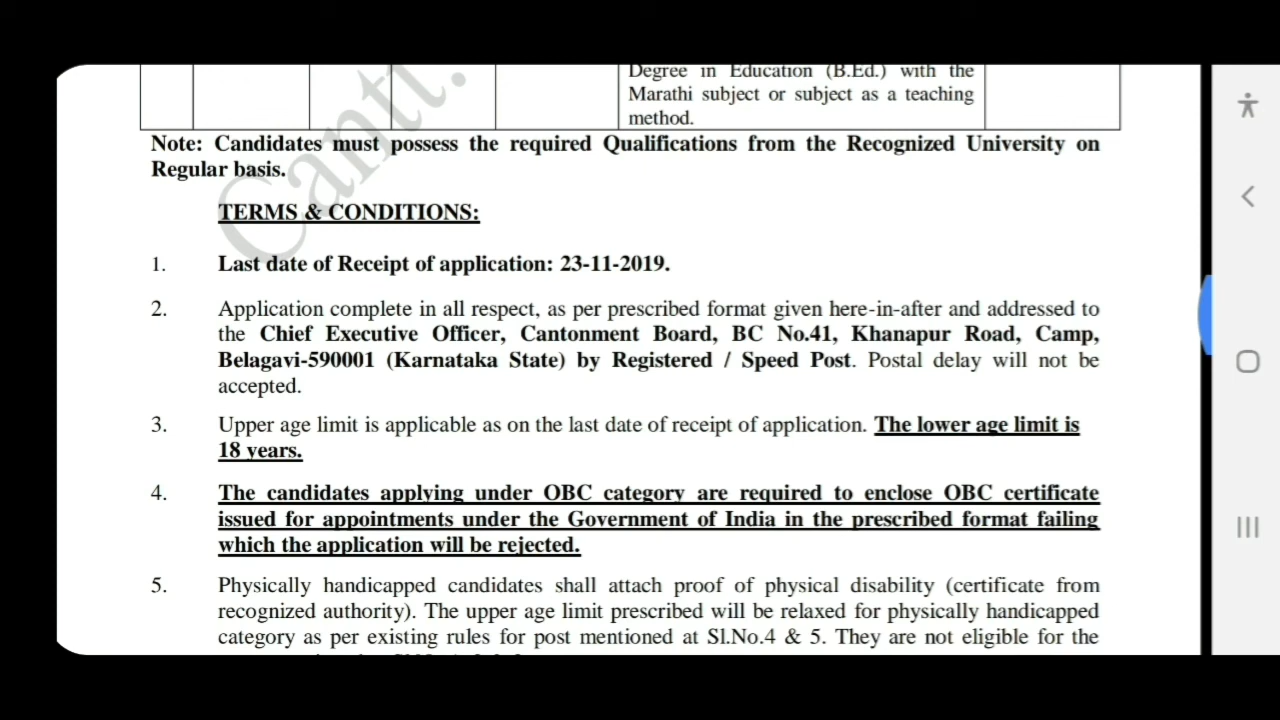 Degree in Education (B.Ed.) with the
Marathi subject or subject as a teaching
method.
Note: Candidates must possess the required Qualifications from the Recognized University on
Regular basis.
TERMS & CONDITIONS:
1. Last date of Receipt of application: 23-11-2019.
2. Application complete in all respect, as per prescribed format given here-in-after and addressed to
the Chief Executive Officer, Cantonment Board, BC No.41, Khanapur Road, Camp,
Belagavi-590001 (Karnataka State) by Registered / Speed Post. Postal delay will not be
accepted.
3. Upper age limit is applicable as on the last date of receipt of application. The lower age limit is
18 years.
4. The candidates applying under OBC category are required to enclose OBC certificate
issued for appointments under the Government of India in the prescribed format failing
which the application will be rejected.
5. Physically handicapped candidates shall attach proof of physical disability (certificate from
recognized authority). The upper age limit prescribed will be relaxed for physically handicapped
category as per existing rules for post mentioned at Sl.No.4 & 5. They are not eligible for the
Cantt.